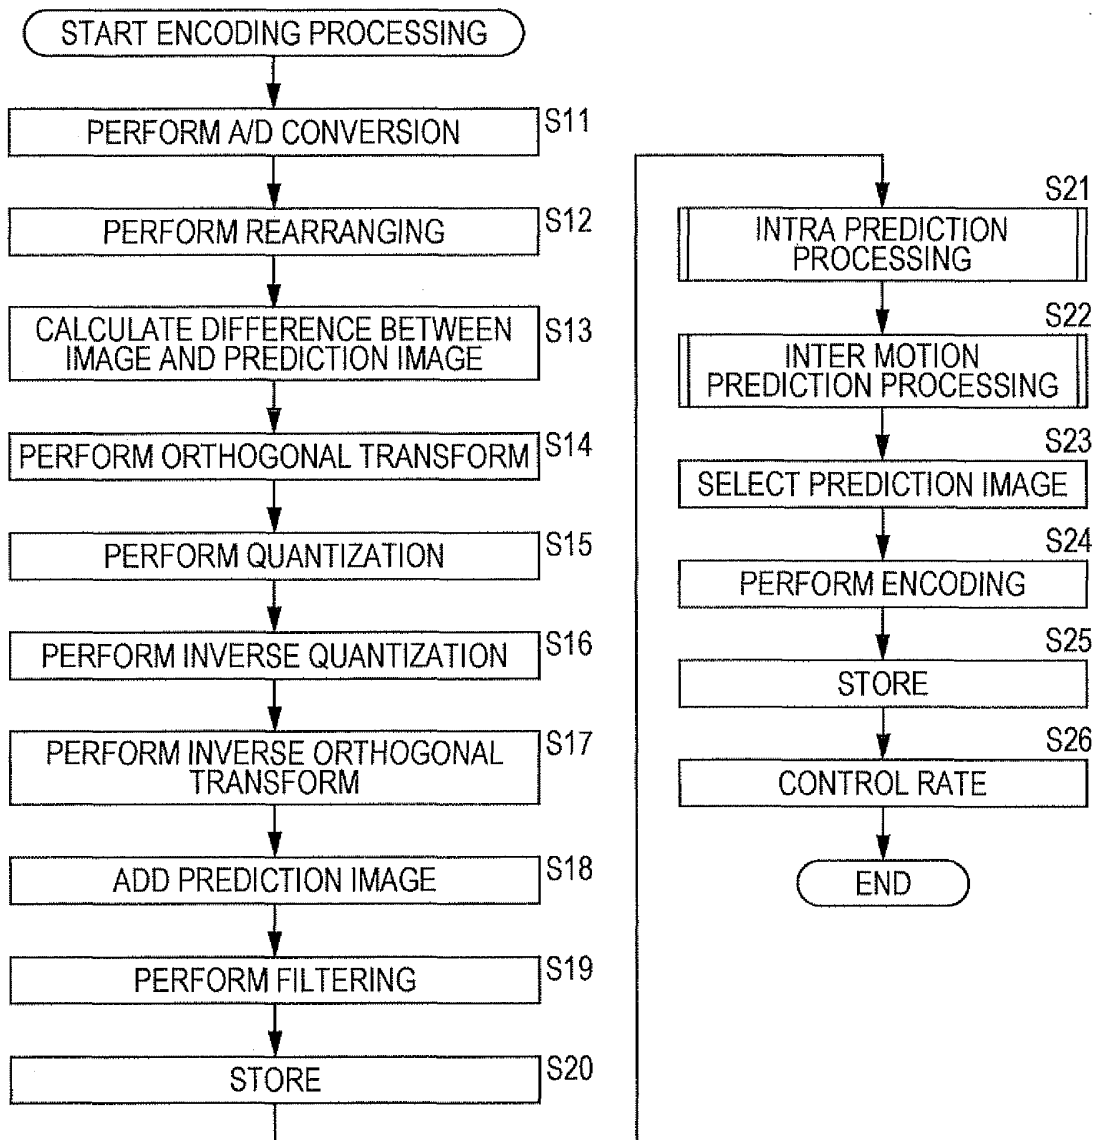 START ENCODING PROCESSING
PERFORM A/D CONVERSION
S11
PERFORM REARRANGING
S12
CALCULATE DIFFERENCE BETWEEN
IMAGE AND PREDICTION IMAGE
S13
PERFORM ORTHOGONAL TRANSFORM
S14
PERFORM QUANTIZATION
S15
PERFORM INVERSE QUANTIZATION
S16
PERFORM INVERSE ORTHOGONAL
TRANSFORM
S17
ADD PREDICTION IMAGE
S18
PERFORM FILTERING
S19
STORE
S20
S21
INTRA PREDICTION
PROCESSING
S22
INTER MOTION
PREDICTION PROCESSING
S23
SELECT PREDICTION IMAGE
S24
PERFORM ENCODING
S25
STORE
S26
CONTROL RATE
END